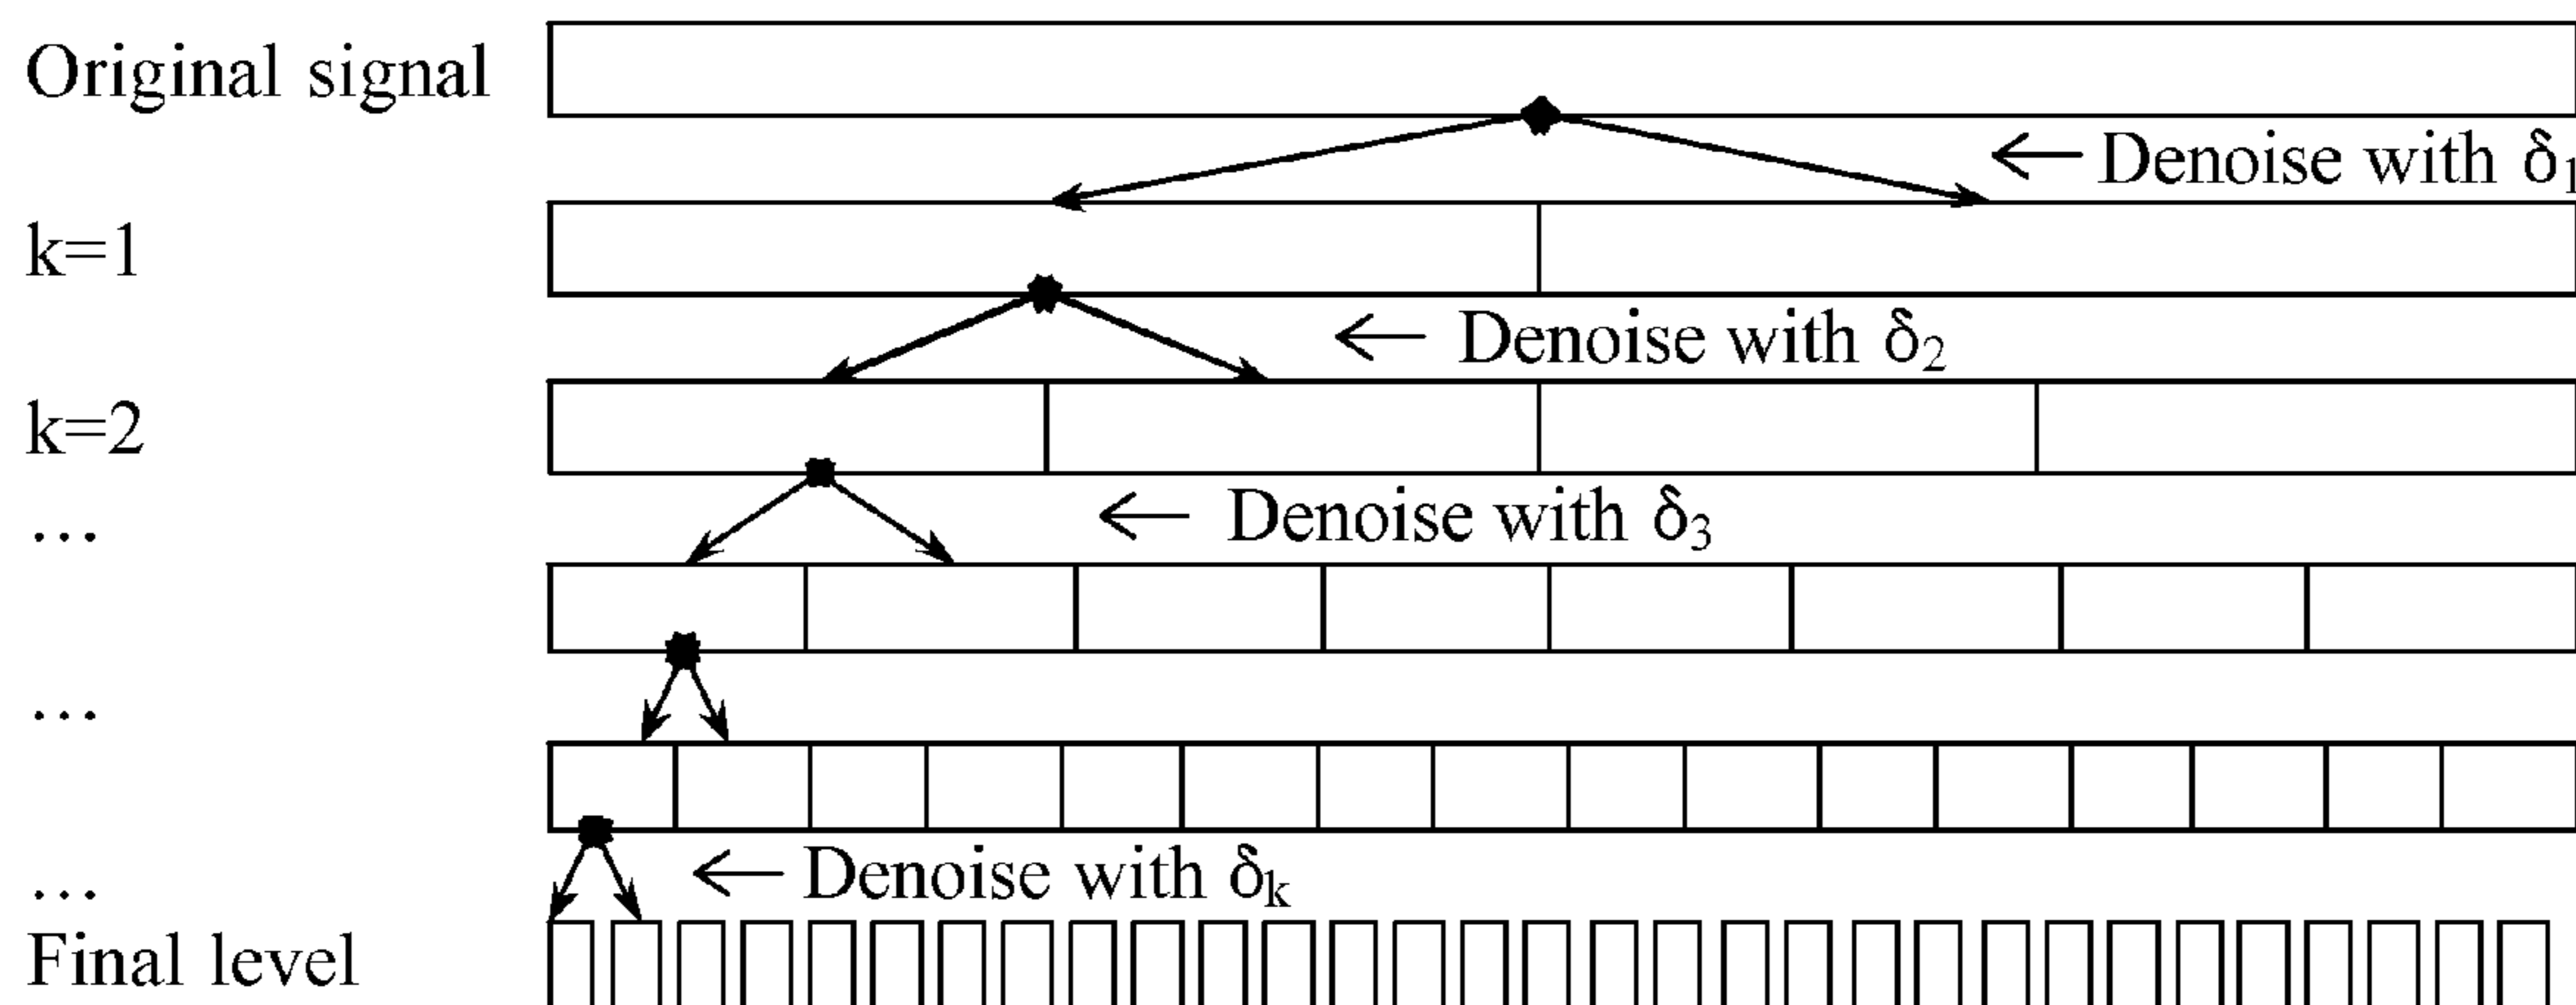 Original signal
← Denoise with δ1
k=1
← Denoise with δ2
k=2
← Denoise with δ3
...
...
← Denoise with δk
...
Final level